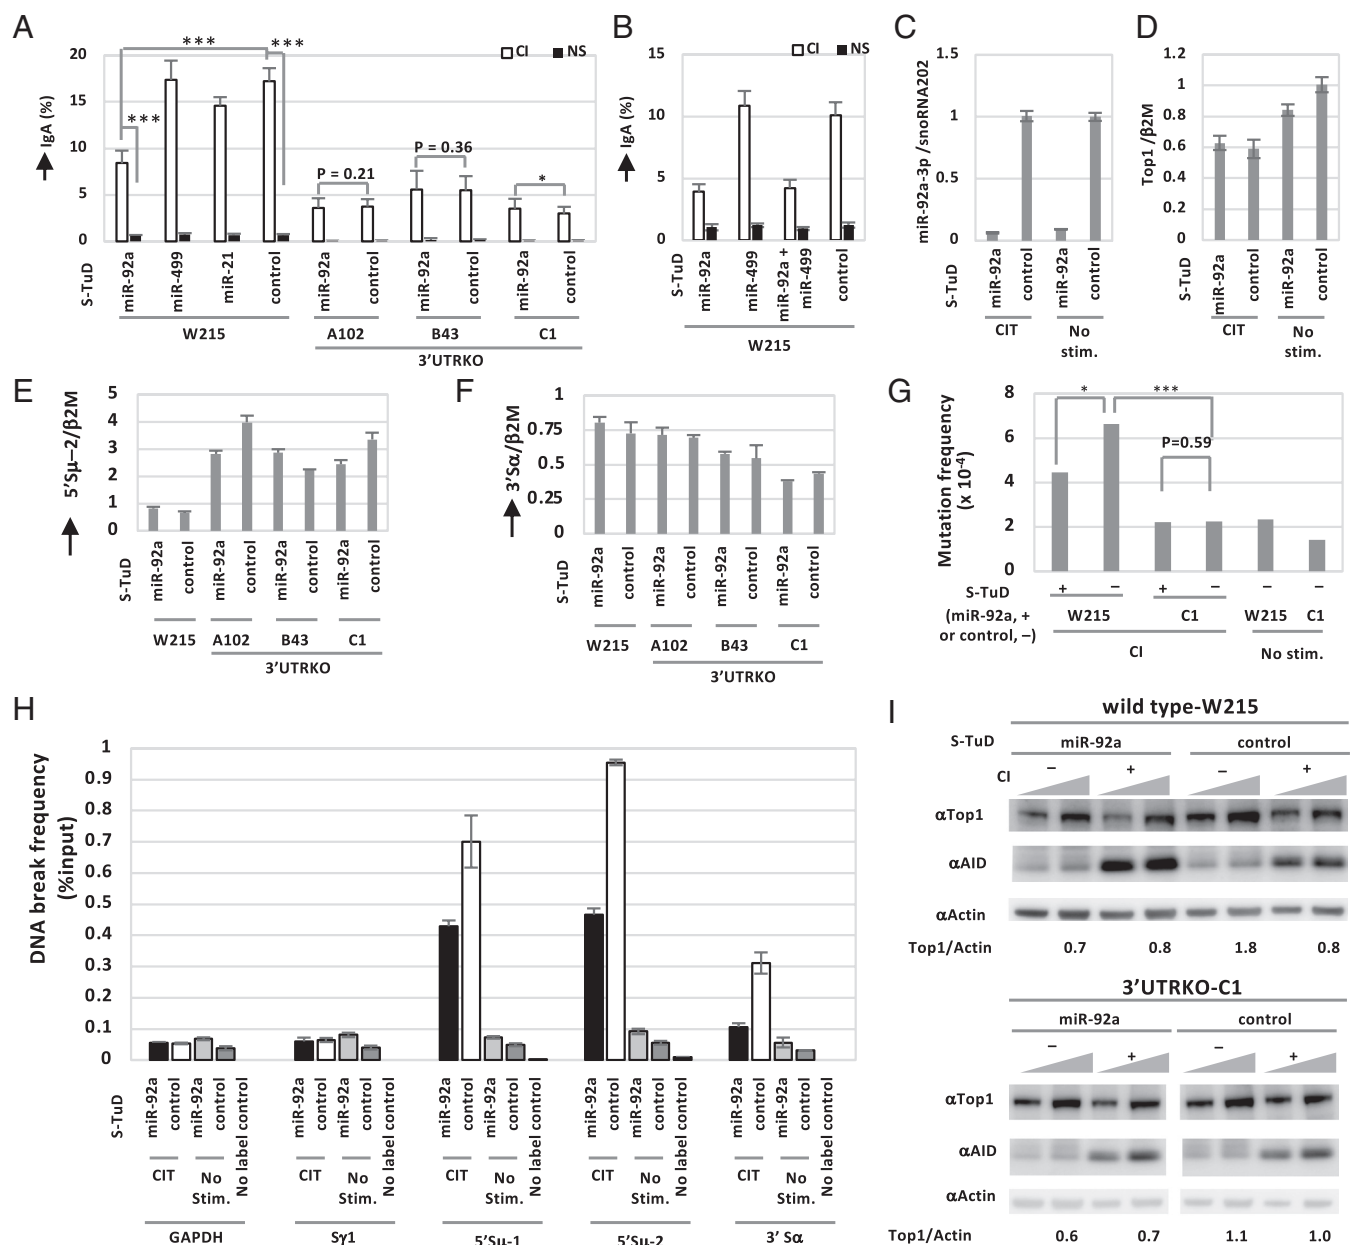 A
20
15
10
5
0
IgA (%)
CI NS
***
***
***
P = 0.21
P = 0.36
*
S-TuD
miR-92a
miR-499
miR-21
control
miR-92a
control
miR-92a
control
miR-92a
control
W215 A102 B43 C1
3’UTRKO
B
15
10
5
0
IgA (%)
CI NS
S-TuD
miR-92a
miR-499
miR-92a +
miR-499
control
W215
C
miR-92a-3p /snoRNA202
1.5
1
0.5
0
S-TuD
miR-92a
control
miR-92a
control
CIT No
stim.
D
Top1 /β2M
1.2
1
0.8
0.6
0.4
0.2
0
S-TuD
miR-92a
control
miR-92a
control
CIT No
stim.
E
5’Sμ–2/β2M
5
4
3
2
1
0
S-TuD
miR-92a
control
miR-92a
control
miR-92a
control
miR-92a
control
W215 A102 B43 C1
3’UTRKO
F
3’Sα/β2M
1
0.75
0.5
0.25
0
S-TuD
miR-92a
control
miR-92a
control
miR-92a
control
miR-92a
control
W215 A102 B43 C1
3’UTRKO
G
Mutation frequency
(x 10-4)
8
6
4
2
0
*
***
P=0.59
S-TuD + – + – – –
(miR-92a, + W215 C1 W215 C1
or control, –)
CI No stim.
H
DNA break frequency
(%input)
1
0.9
0.8
0.7
0.6
0.5
0.4
0.3
0.2
0.1
0
S-TuD
miR-92a
control
miR-92a
control
No label control
miR-92a
control
miR-92a
control
No label control
miR-92a
control
miR-92a
control
No label control
miR-92a
control
miR-92a
control
No label control
miR-92a
control
miR-92a
control
No label control
CIT No
Stim.
CIT No
Stim.
CIT No
Stim.
CIT No
Stim.
CIT No
Stim.
GAPDH Sγ1 5’Sμ-1 5’Sμ-2 3’ Sα
I
wild type-W215
S-TuD miR-92a control
CI – + – +
αTop1
αAID
αActin
Top1/Actin 0.7 0.8 1.8 0.8
3’UTRKO-C1
miR-92a control
– + – +
αTop1
αAID
αActin
Top1/Actin 0.6 0.7 1.1 1.0